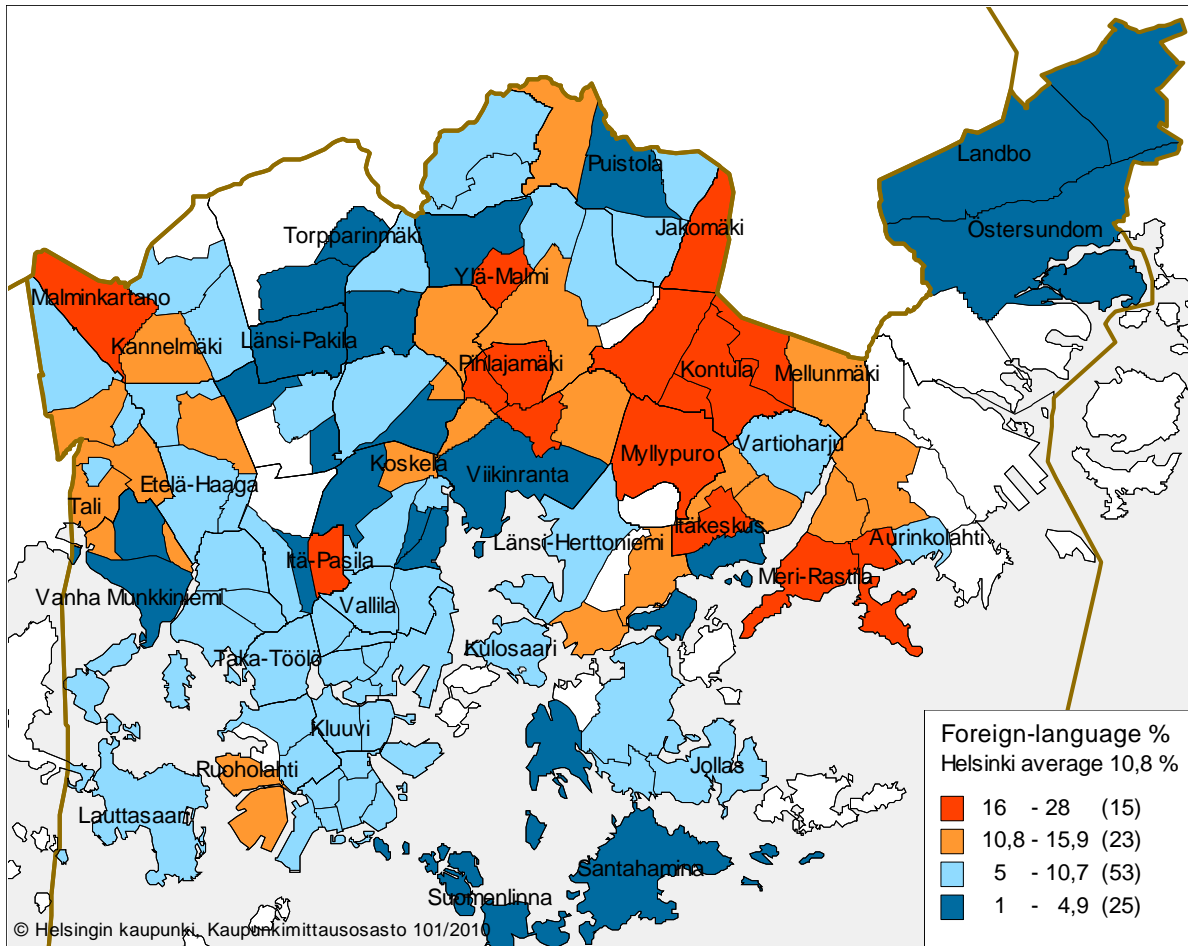 Landbo
Puistola
Östersundom
Jakomäki
Torpparinmäki
Ylä-Malmi
Malminkartano
Kannelmäki
Länsi-Pakila
Pihlajamäki
Kontula
Mellunmäki
Vartioharju
Myllypuro
Koskela
Viikinranta
Etelä-Haaga
Tali
Itäkeskus
Aurinkolahti
Länsi-Herttoniemi
Itä-Pasila
Meri-Rastila
Vanha Munkkiniemi
Vallila
Kulosaari
Taka-Töölö
Kluuvi
Jollas
Ruoholahti
Lauttasaari
Santahamina
Suomenlinna
Foreign-language %
Helsinki average 10,8 %
16 - 28 (15)
10,8 - 15,9 (23)
5 - 10,7 (53)
1 - 4,9 (25)
© Helsingin kaupunki, Kaupunkimittausosasto 101/2010